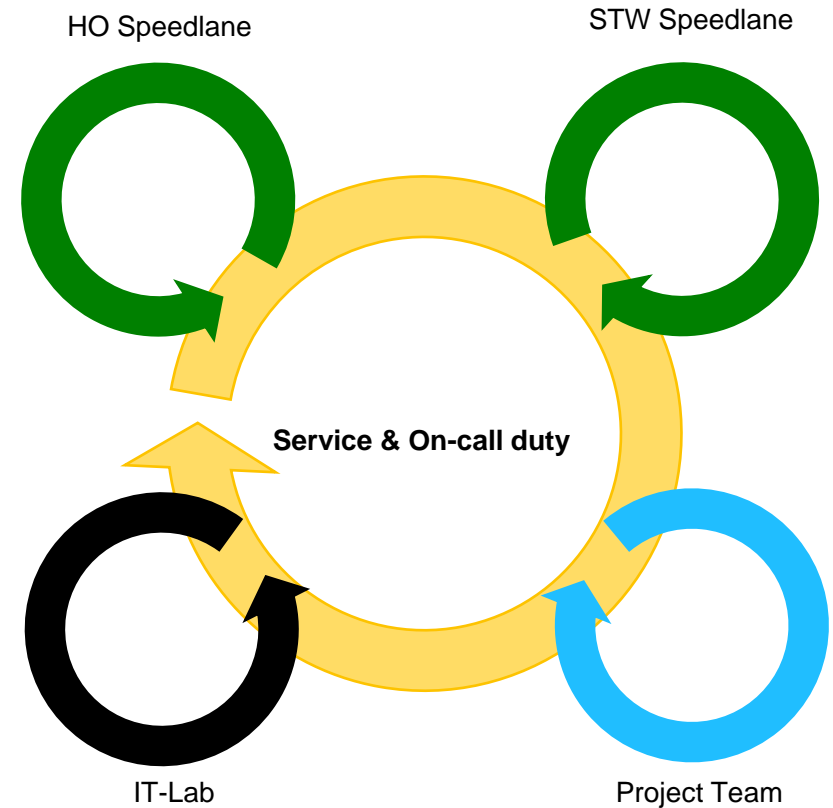 HO Speedlane
STW Speedlane
Service & On-call duty
IT-Lab
Project Team